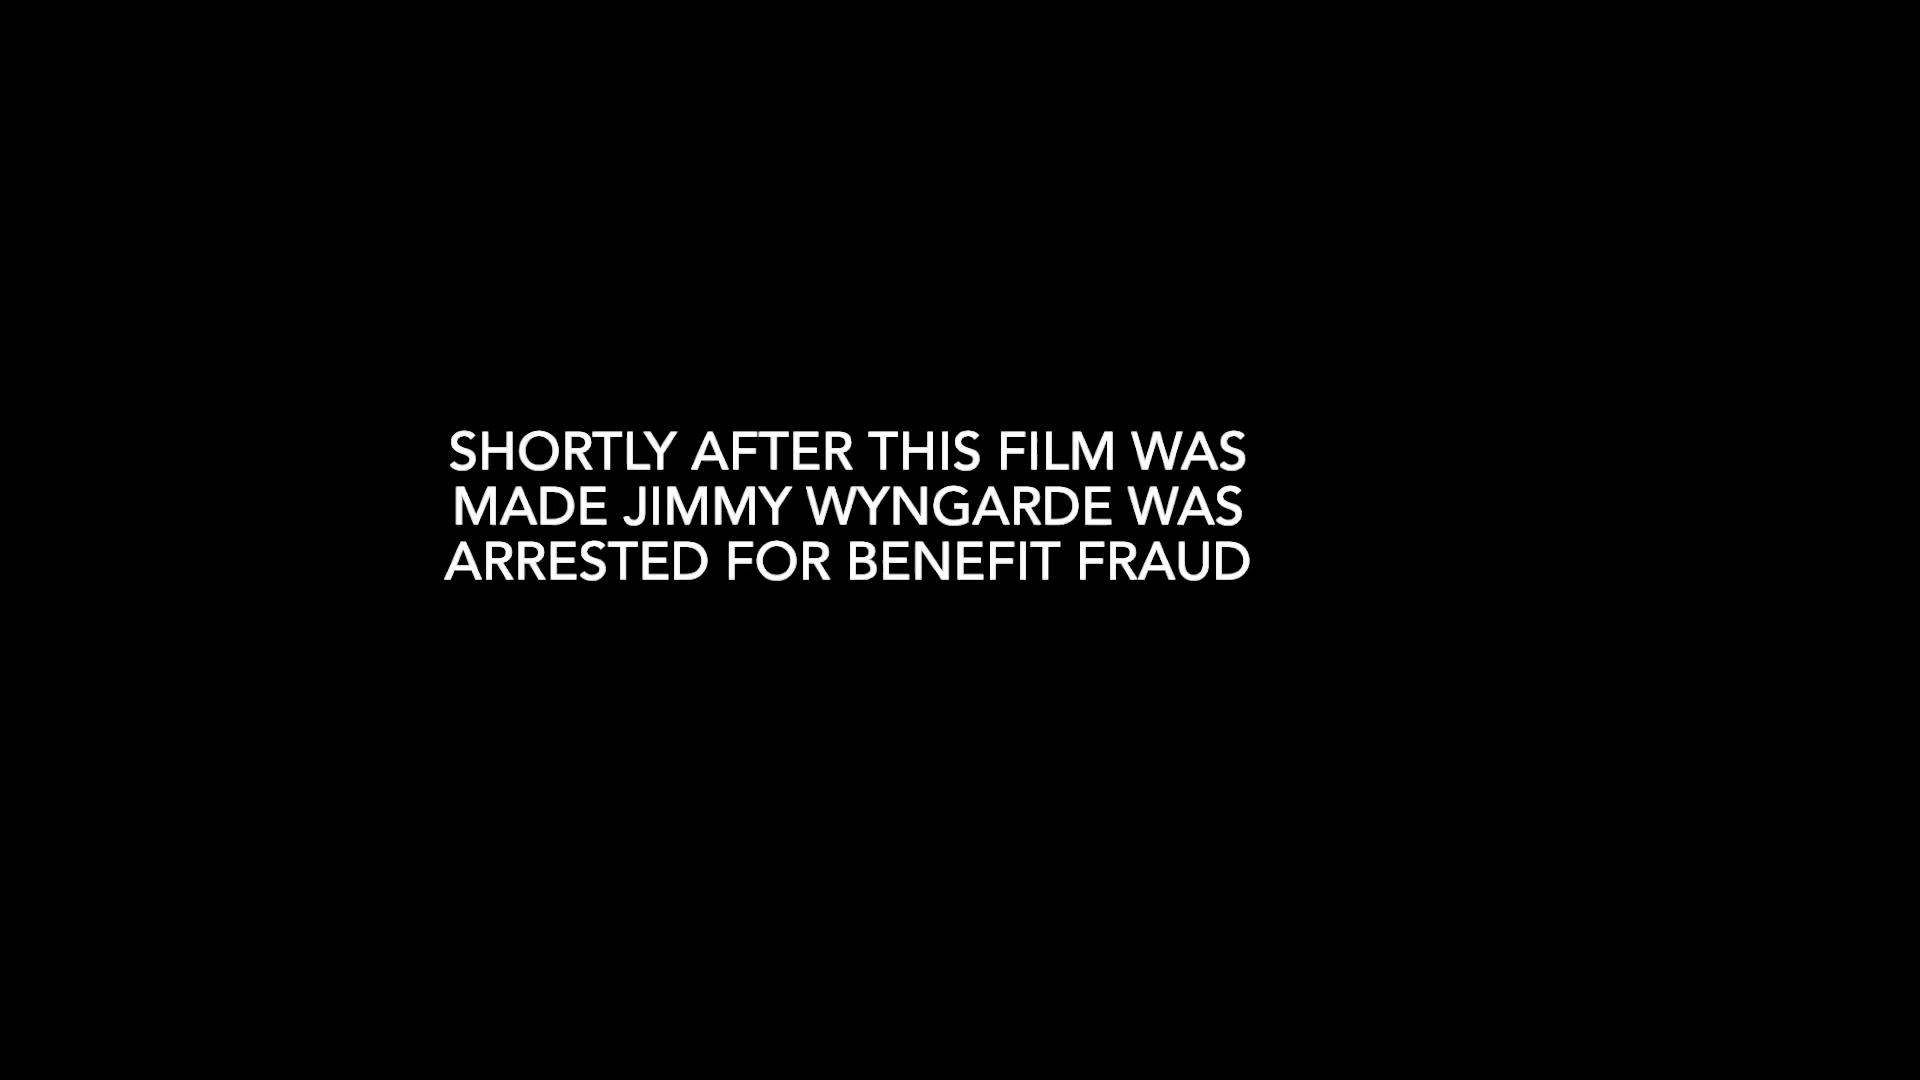 SHORTLY AFTER THIS FILM WAS
MADE JIMMY WYNGARDE WAS
ARRESTED FOR BENEFIT FRAUD